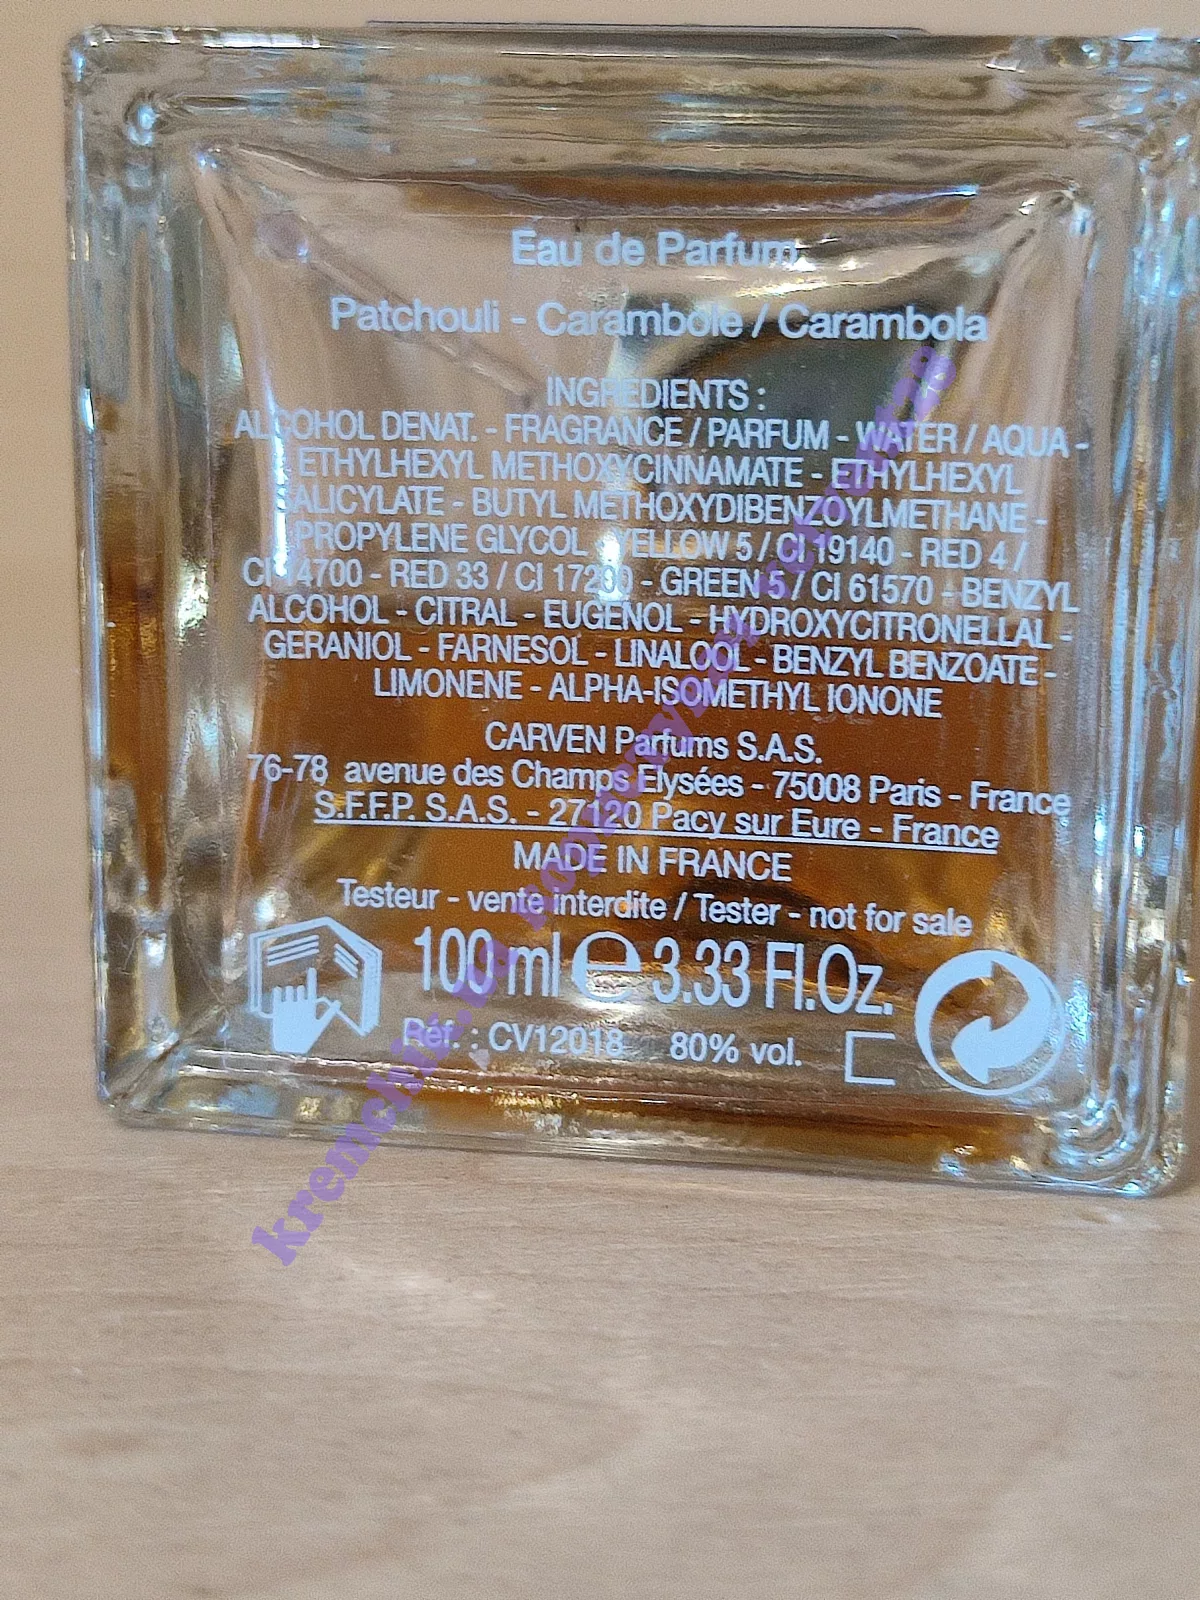 Eau de Parfum
Patchouli - Carambole / Carambola
INGREDIENTS :
ALCOHOL DENAT. - FRAGRANCE / PARFUM - WATER / AQUA -
ETHYLHEXYL METHOXYCINNAMATE - ETHYLHEXYL
SALICYLATE - BUTYL METHOXYDIBENZOYLMETHANE -
PROPYLENE GLYCOL - YELLOW 5 / CI 19140 - RED 4 /
CI 14700 - RED 33 / CI 17200 - GREEN 5 / CI 61570 - BENZYL
ALCOHOL - CITRAL - EUGENOL - HYDROXYCITRONELLAL -
GERANIOL - FARNESOL - LINALOOL - BENZYL BENZOATE -
LIMONENE - ALPHA-ISOMETHYL IONONE
CARVEN Parfums S.A.S.
76-78 avenue des Champs Elysées - 75008 Paris - France
S.F.F.P. S.A.S. - 27120 Pacy sur Eure - France
MADE IN FRANCE
Testeur - vente interdite / Tester - not for sale
100 ml e 3.33 Fl.Oz.
Réf. : CV12018 80% vol.